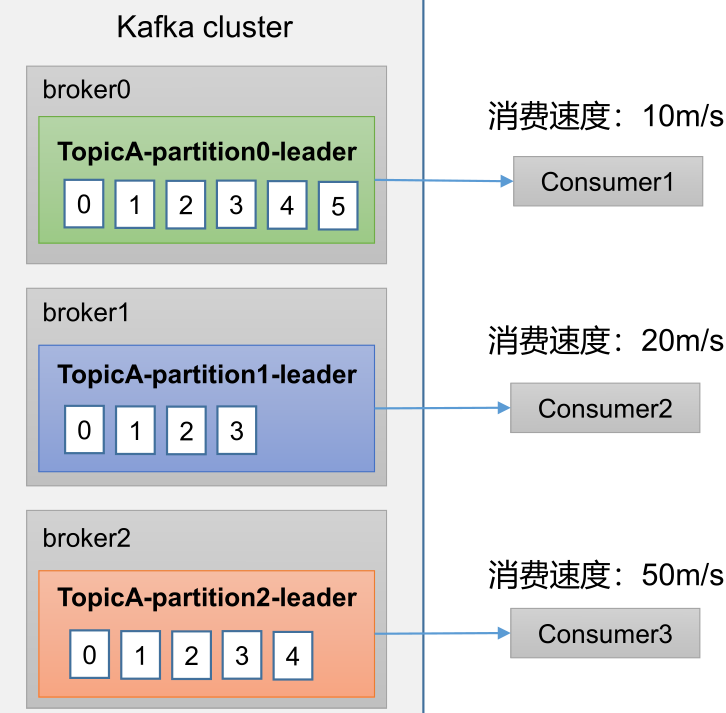 Kafka cluster
broker0
TopicA-partition0-leader
0 1 2 3 4 5
消费速度：10m/s
Consumer1
broker1
TopicA-partition1-leader
0 1 2 3
消费速度：20m/s
Consumer2
broker2
TopicA-partition2-leader
0 1 2 3 4
消费速度：50m/s
Consumer3